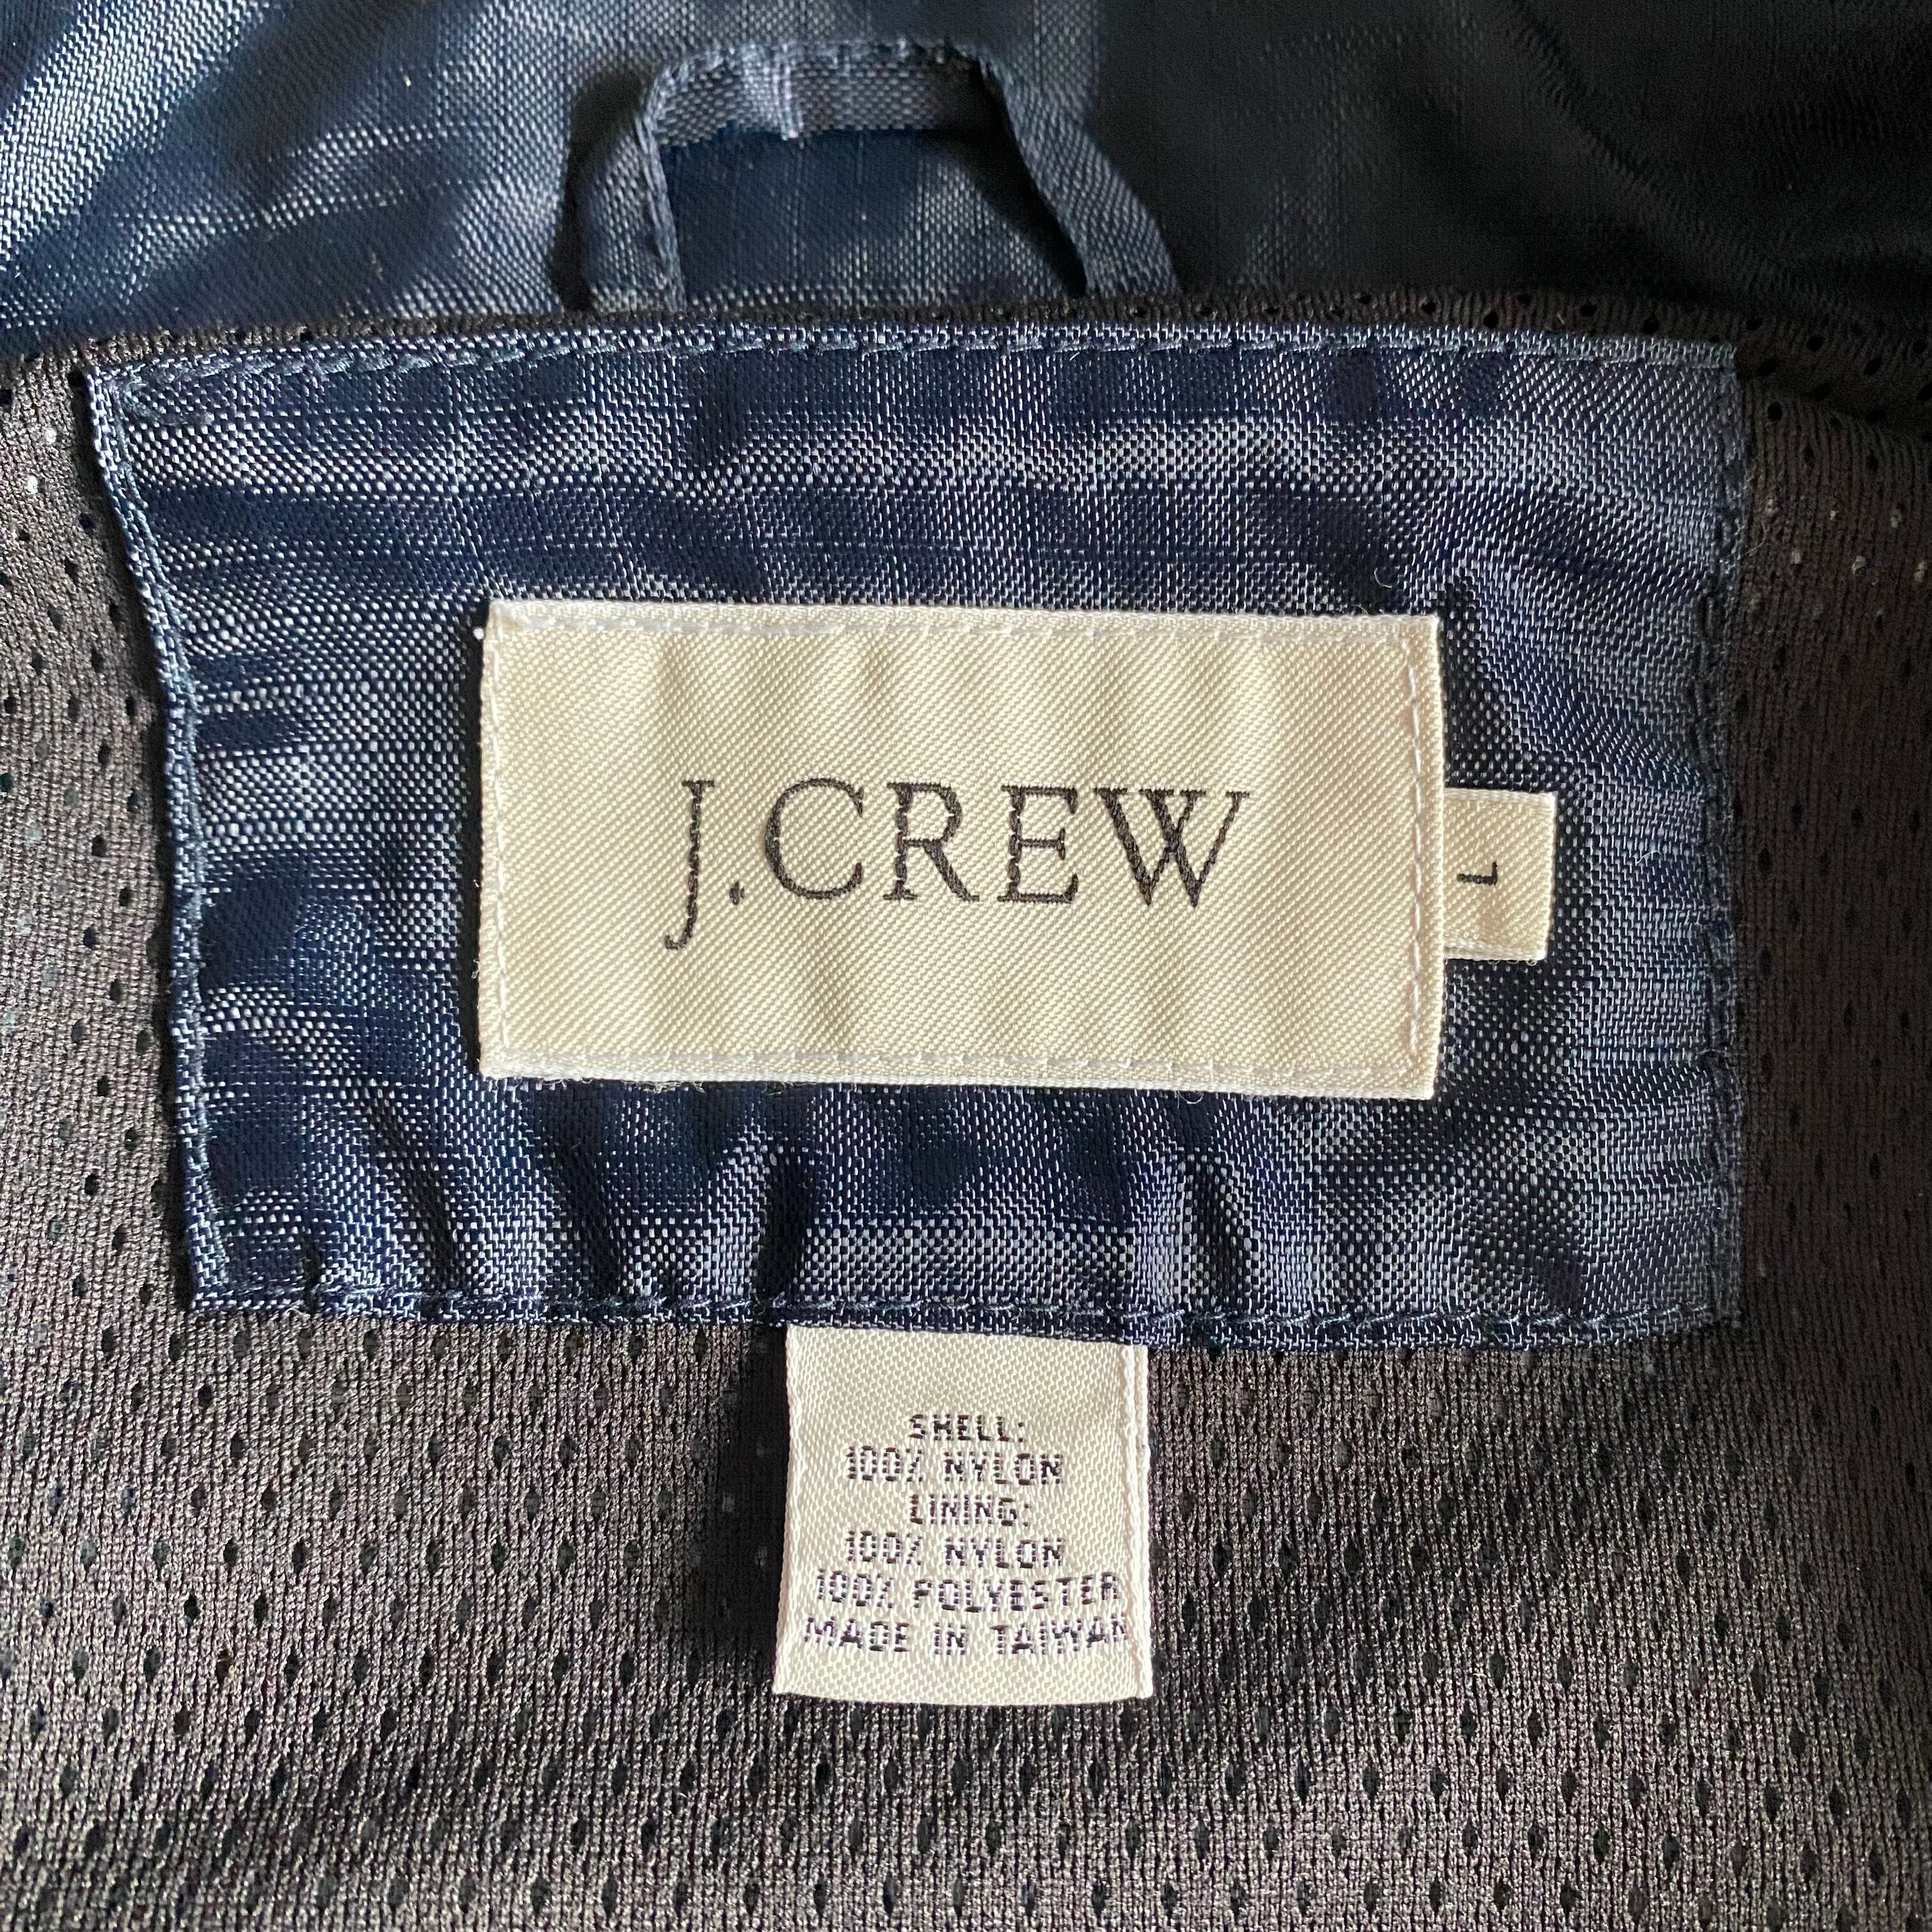 J.CREW
L
SHELL:
100% NYLON
LINING:
100% NYLON
100% POLYESTER
MADE IN TAIWAN